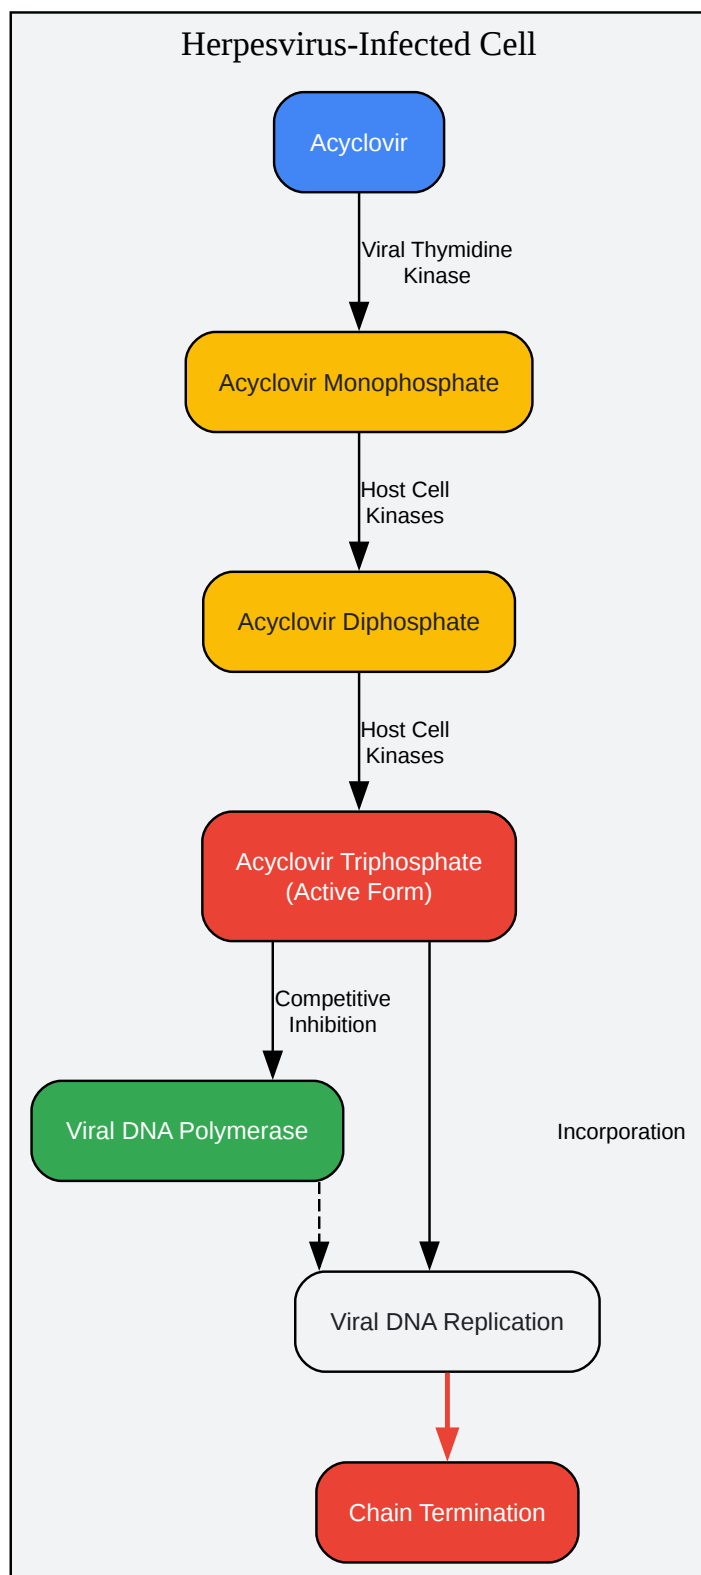 Herpesvirus-Infected Cell
Acyclovir
Viral Thymidine
Kinase
Acyclovir Monophosphate
Host Cell
Kinases
Acyclovir Diphosphate
Host Cell
Kinases
Acyclovir Triphosphate
(Active Form)
Competitive
Inhibition
Viral DNA Polymerase
Incorporation
Viral DNA Replication
Chain Termination